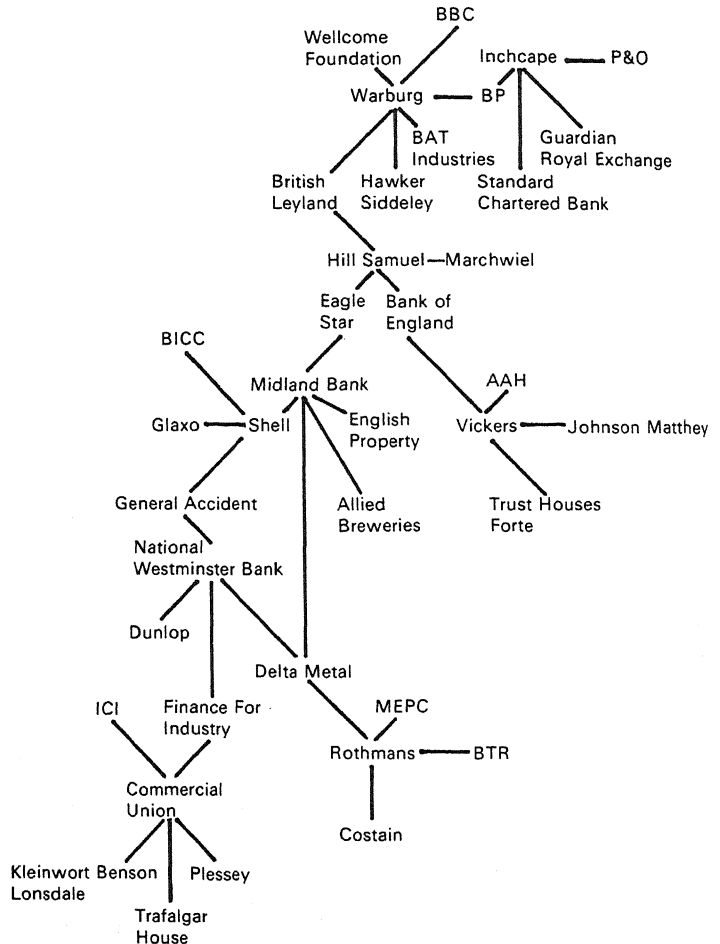 BBC
Wellcome
Foundation
Inchcape
P&O
Warburg
BP
BAT
Industries
Guardian
Royal Exchange
British
Leyland
Hawker
Siddeley
Standard
Chartered Bank
Hill Samuel
Marchwiel
Eagle
Star
Bank of
England
BICC
Midland Bank
AAH
Glaxo
Shell
English
Property
Vickers
Johnson Matthey
General Accident
Allied
Breweries
Trust Houses
Forte
National
Westminster Bank
Dunlop
Delta Metal
ICI
Finance For
Industry
MEPC
Rothmans
BTR
Commercial
Union
Costain
Kleinwort Benson
Lonsdale
Plessey
Trafalgar
House